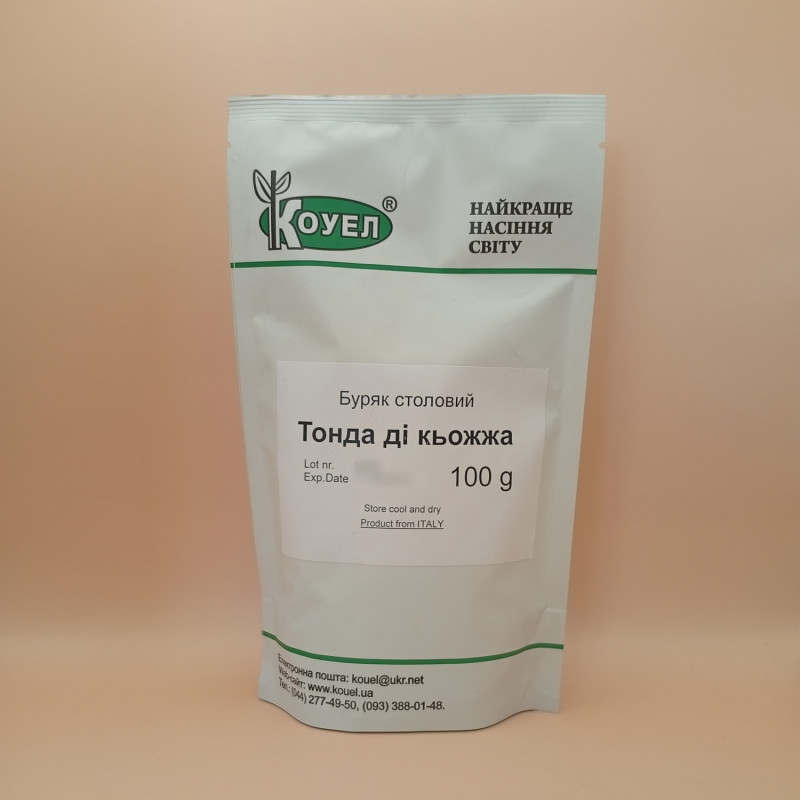 КОУЕЛ®
НАЙКРАЩЕ
НАСІННЯ
СВІТУ
Буряк столовий
Тонда ді кьожжа
Lot nr.
Exp.Date
100 g
Store cool and dry
Product from ITALY
Електронна пошта: kouel@ukr.net
Web-сайт: www.kouel.ua
Тел.: (044) 277-49-50, (093) 388-01-48.